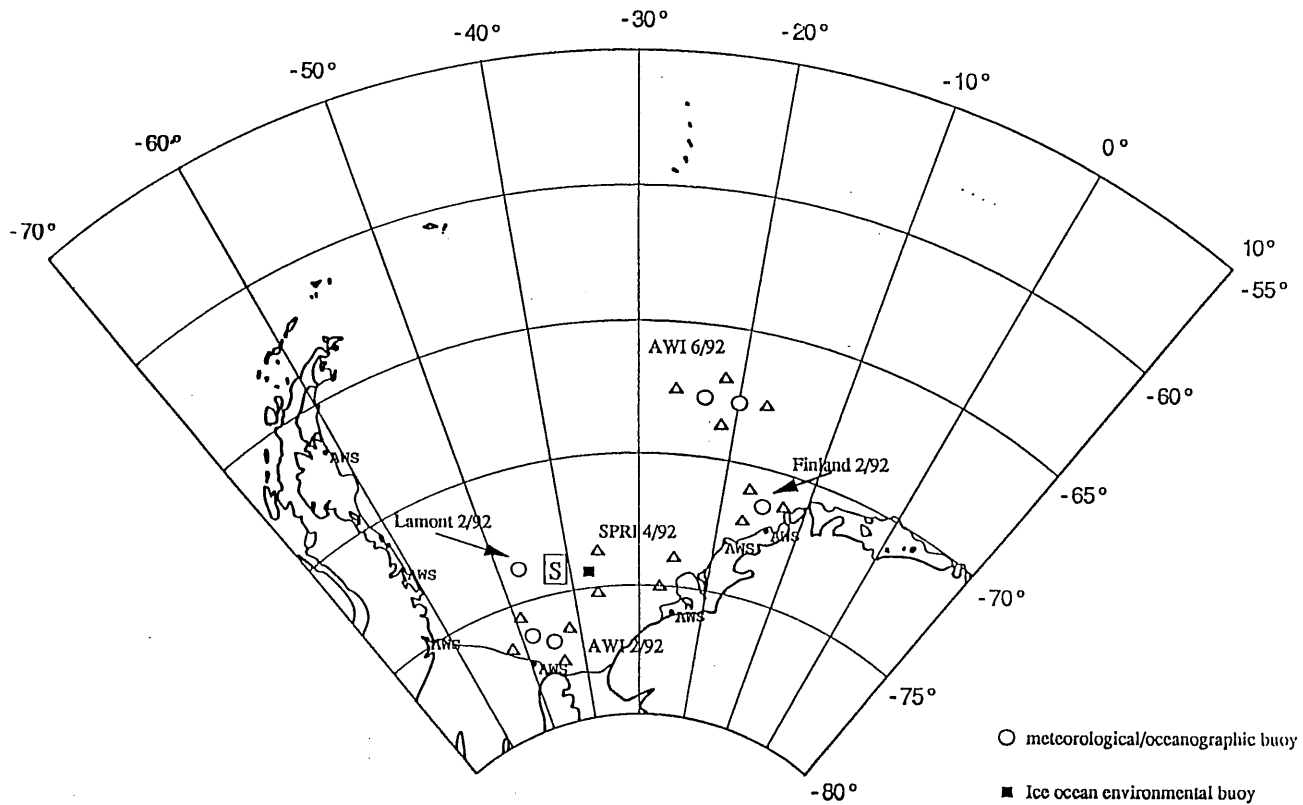 -30°
-40°
-20°
-50°
-10°
-60°
0°
-70°
10°
-55°
AWI 6/92
-60°
Finland 2/92
AWS
-65°
Lamont 2/92
SPRI 4/92
AWS
AWS
S
AWS
-70°
AWS
AWS
AWI 2/92
AWS
-75°
meteorological/oceanographic buoy
Ice ocean environmental buoy
-80°